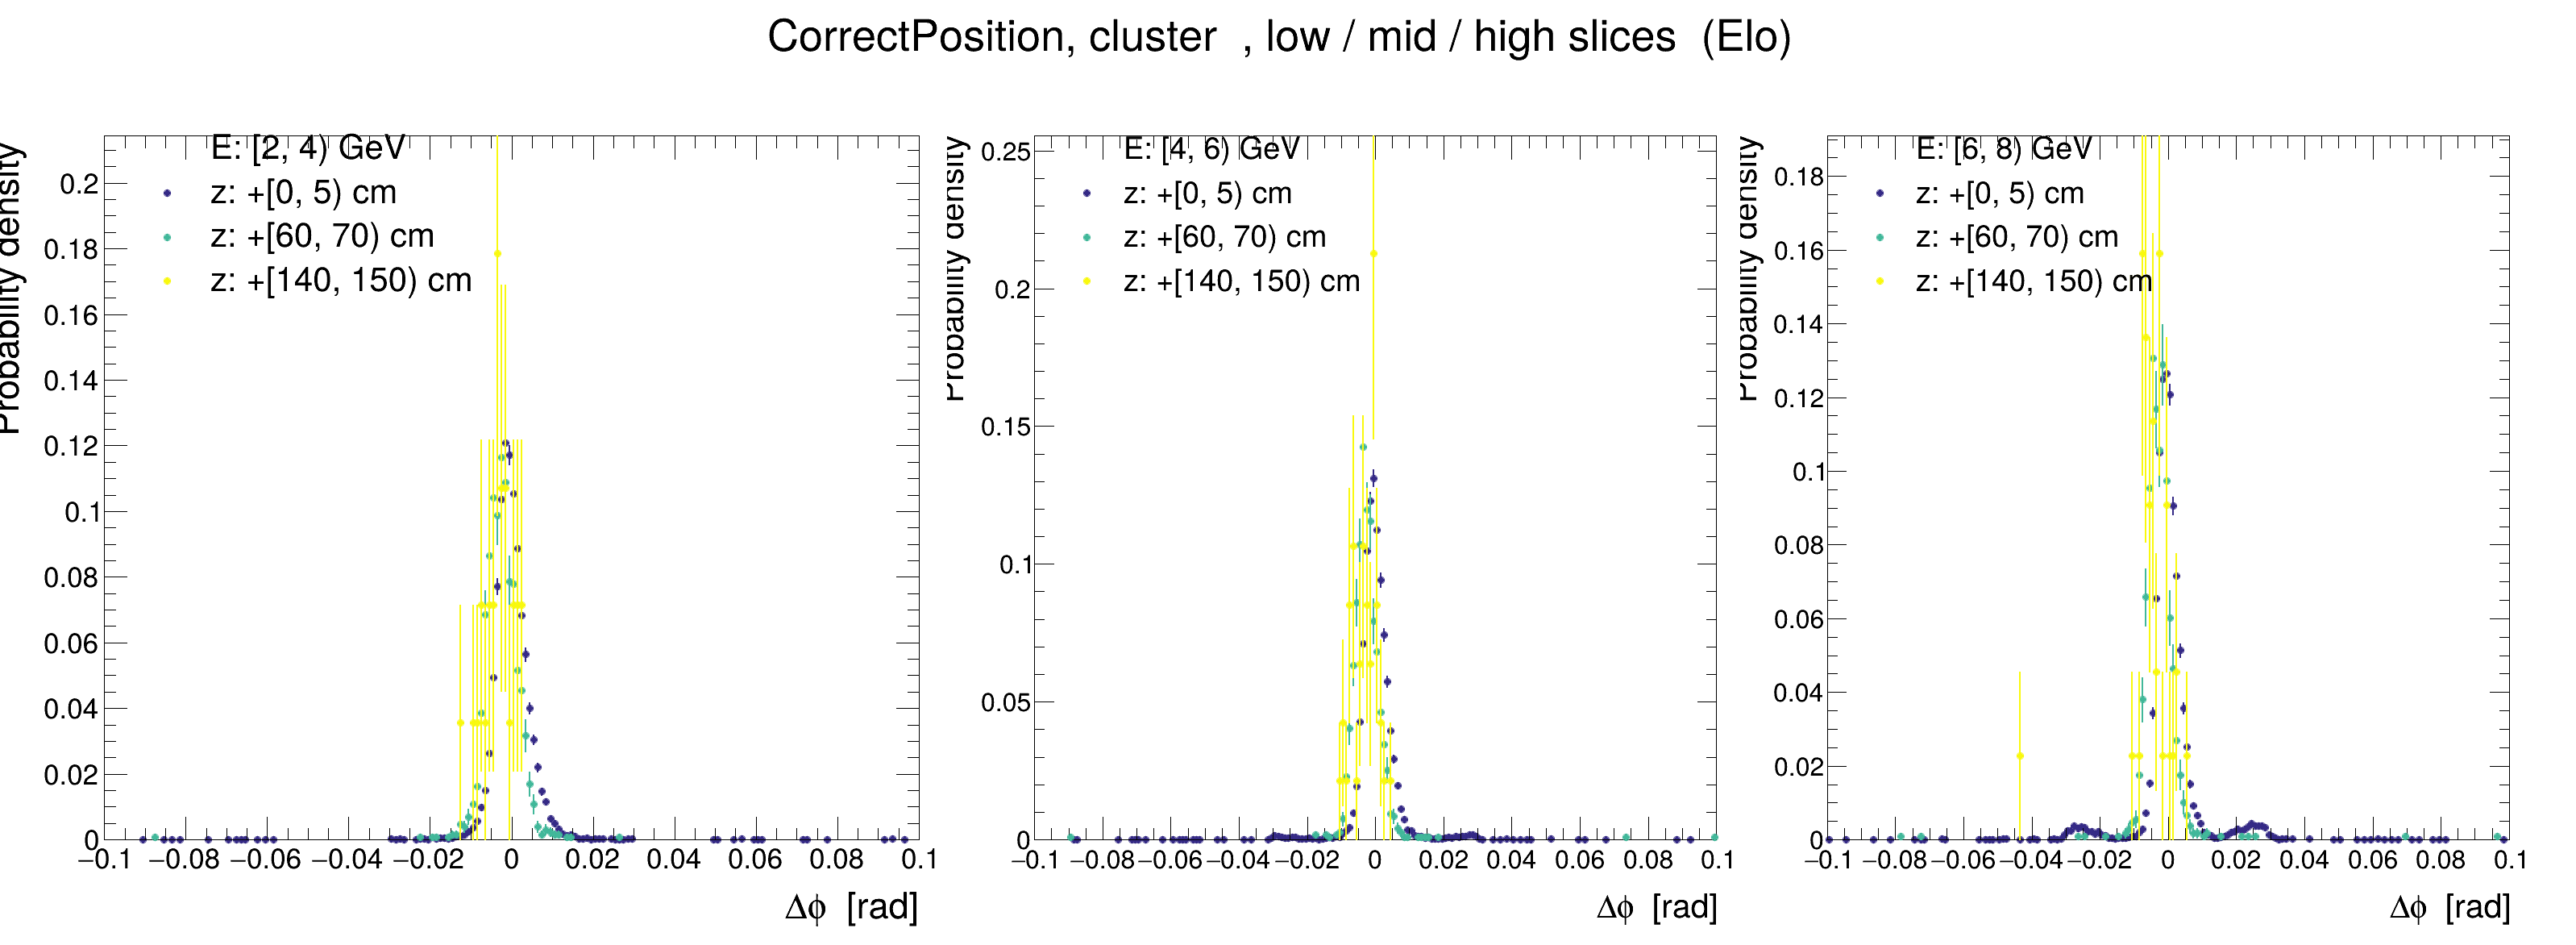 CorrectPosition, cluster , low / mid / high slices (Elo)
Probability density
E: [2, 4) GeV
z: +[0, 5) cm
z: +[60, 70) cm
z: +[140, 150) cm
0.2
0.18
0.16
0.14
0.12
0.1
0.08
0.06
0.04
0.02
0
−0.1 −0.08 −0.06 −0.04 −0.02 0 0.02 0.04 0.06 0.08 0.1
Δϕ [rad]
Probability density
E: [4, 6) GeV
z: +[0, 5) cm
z: +[60, 70) cm
z: +[140, 150) cm
0.25
0.2
0.15
0.1
0.05
0
−0.1 −0.08 −0.06 −0.04 −0.02 0 0.02 0.04 0.06 0.08 0.1
Δϕ [rad]
Probability density
E: [6, 8) GeV
z: +[0, 5) cm
z: +[60, 70) cm
z: +[140, 150) cm
0.18
0.16
0.14
0.12
0.1
0.08
0.06
0.04
0.02
0
−0.1 −0.08 −0.06 −0.04 −0.02 0 0.02 0.04 0.06 0.08 0.1
Δϕ [rad]